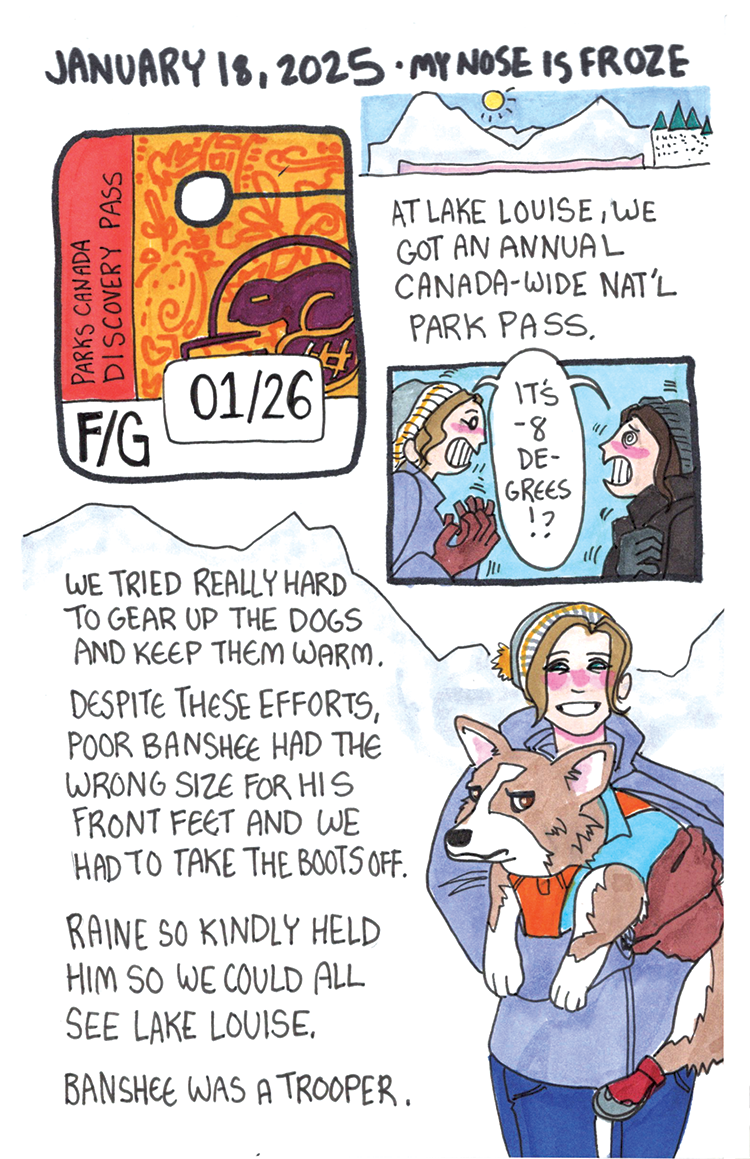 JANUARY 18, 2025 · MY NOSE IS FROZE
PARKS CANADA
DISCOVERY PASS
01/26
F/G
AT LAKE LOUISE, WE
GOT AN ANNUAL
CANADA-WIDE NAT'L
PARK PASS.
IT'S
-8
DE-
GREES
!?
WE TRIED REALLY HARD
TO GEAR UP THE DOGS
AND KEEP THEM WARM.
DESPITE THESE EFFORTS,
POOR BANSHEE HAD THE
WRONG SIZE FOR HIS
FRONT FEET AND WE
HAD TO TAKE THE BOOTS OFF.
RAINE SO KINDLY HELD
HIM SO WE COULD ALL
SEE LAKE LOUISE.
BANSHEE WAS A TROOPER.